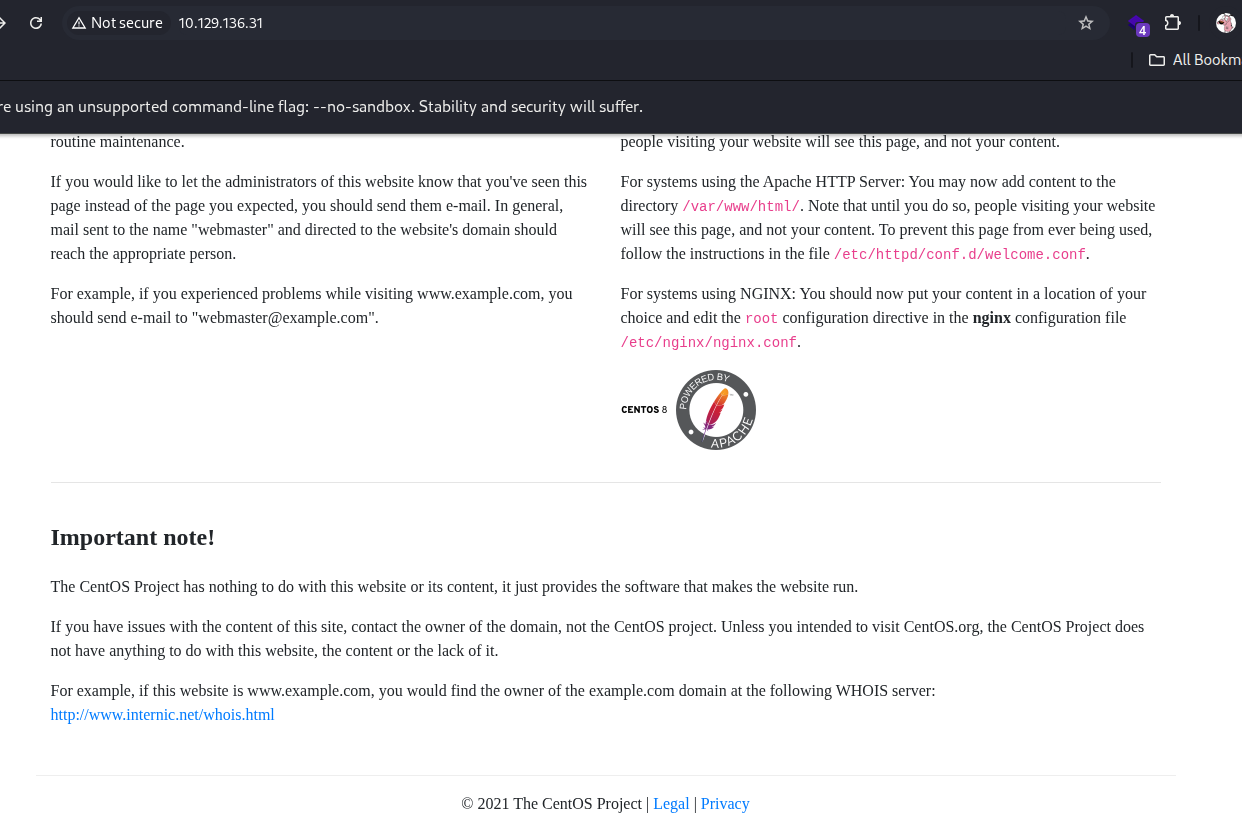 Not secure 10.129.136.31
4
All Bookm
re using an unsupported command-line flag: --no-sandbox. Stability and security will suffer.
routine maintenance.
If you would like to let the administrators of this website know that you've seen this
page instead of the page you expected, you should send them e-mail. In general,
mail sent to the name "webmaster" and directed to the website's domain should
reach the appropriate person.
For example, if you experienced problems while visiting www.example.com, you
should send e-mail to "webmaster@example.com".
people visiting your website will see this page, and not your content.
For systems using the Apache HTTP Server: You may now add content to the
directory /var/www/html/. Note that until you do so, people visiting your website
will see this page, and not your content. To prevent this page from ever being used,
follow the instructions in the file /etc/httpd/conf.d/welcome.conf.
For systems using NGINX: You should now put your content in a location of your
choice and edit the root configuration directive in the nginx configuration file
/etc/nginx/nginx.conf.
CENTOS 8
POWERED BY
APACHE
Important note!
The CentOS Project has nothing to do with this website or its content, it just provides the software that makes the website run.
If you have issues with the content of this site, contact the owner of the domain, not the CentOS project. Unless you intended to visit CentOS.org, the CentOS Project does
not have anything to do with this website, the content or the lack of it.
For example, if this website is www.example.com, you would find the owner of the example.com domain at the following WHOIS server:
http://www.internic.net/whois.html
© 2021 The CentOS Project | Legal | Privacy